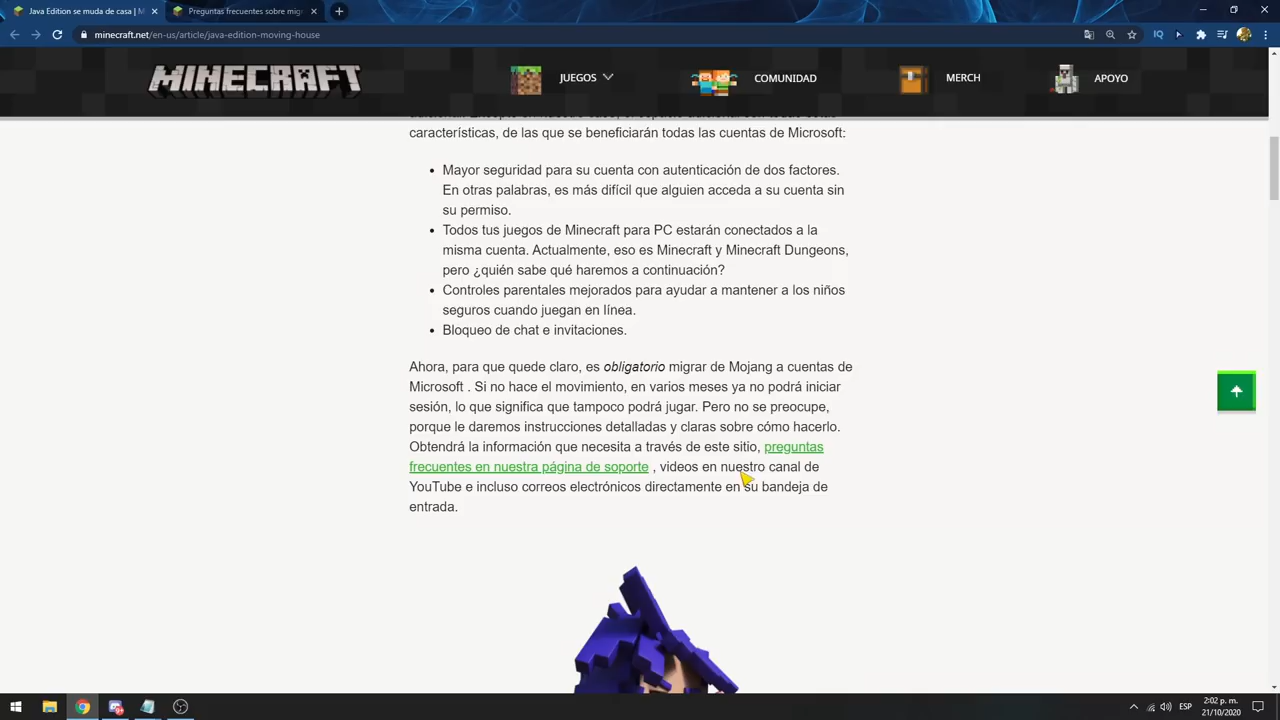 Java Edition se muda de casa |
Preguntas frecuentes sobre migr
minecraft.net/en-us/article/java-edition-moving-house
MINECRAFT
JUEGOS
COMUNIDAD
MERCH
APOYO
características, de las que se beneficiarán todas las cuentas de Microsoft:
Mayor seguridad para su cuenta con autenticación de dos factores.
En otras palabras, es más difícil que alguien acceda a su cuenta sin
su permiso.
Todos tus juegos de Minecraft para PC estarán conectados a la
misma cuenta. Actualmente, eso es Minecraft y Minecraft Dungeons,
pero ¿quién sabe qué haremos a continuación?
Controles parentales mejorados para ayudar a mantener a los niños
seguros cuando juegan en línea.
Bloqueo de chat e invitaciones.
Ahora, para que quede claro, es obligatorio migrar de Mojang a cuentas de
Microsoft . Si no hace el movimiento, en varios meses ya no podrá iniciar
sesión, lo que significa que tampoco podrá jugar. Pero no se preocupe,
porque le daremos instrucciones detalladas y claras sobre cómo hacerlo.
Obtendrá la información que necesita a través de este sitio, preguntas
frecuentes en nuestra página de soporte , videos en nuestro canal de
YouTube e incluso correos electrónicos directamente en su bandeja de
entrada.
ESP
2:02 p. m.
21/10/2020